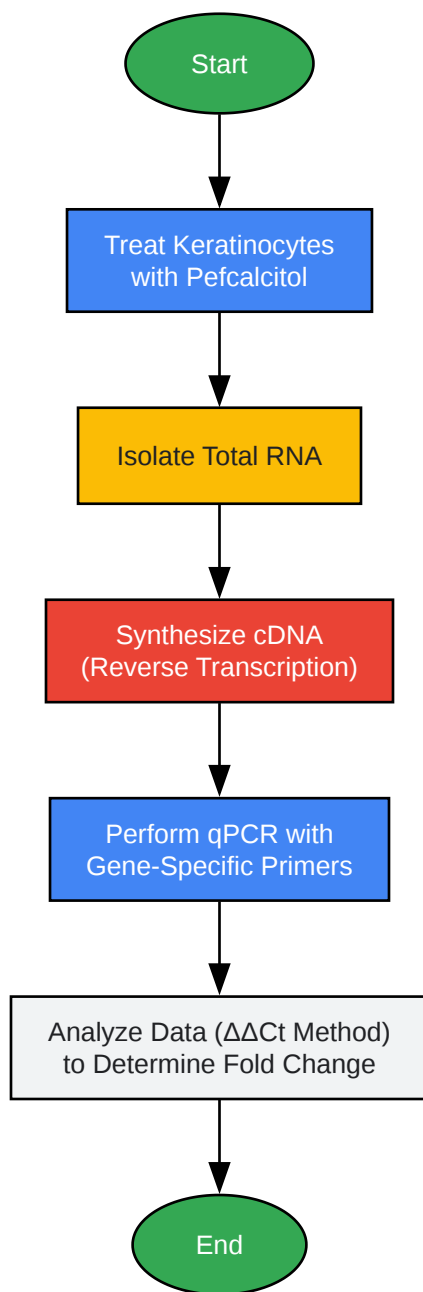 Start
Treat Keratinocytes
with Pefcalcitol
Isolate Total RNA
Synthesize cDNA
(Reverse Transcription)
Perform qPCR with
Gene-Specific Primers
Analyze Data (ΔΔCt Method)
to Determine Fold Change
End